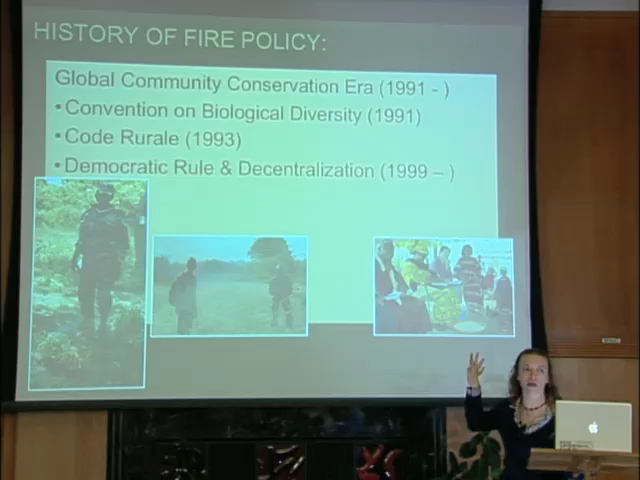 HISTORY OF FIRE POLICY:
Global Community Conservation Era (1991 - )
•Convention on Biological Diversity (1991)
•Code Rurale (1993)
•Democratic Rule & Decentralization (1999 – )